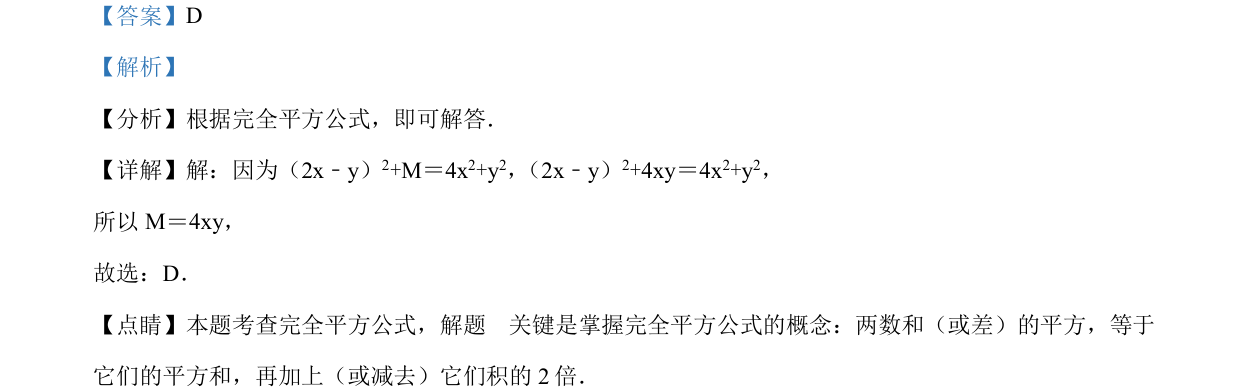 【答案】D
【解析】
【分析】根据完全平方公式，即可解答．
【详解】解：因为（2x﹣y）²+M＝4x²+y²，（2x﹣y）²+4xy＝4x²+y²，
所以 M＝4xy，
故选：D．
【点睛】本题考查完全平方公式，解题　关键是掌握完全平方公式的概念：两数和（或差）的平方，等于
它们的平方和，再加上（或减去）它们积的 2 倍．